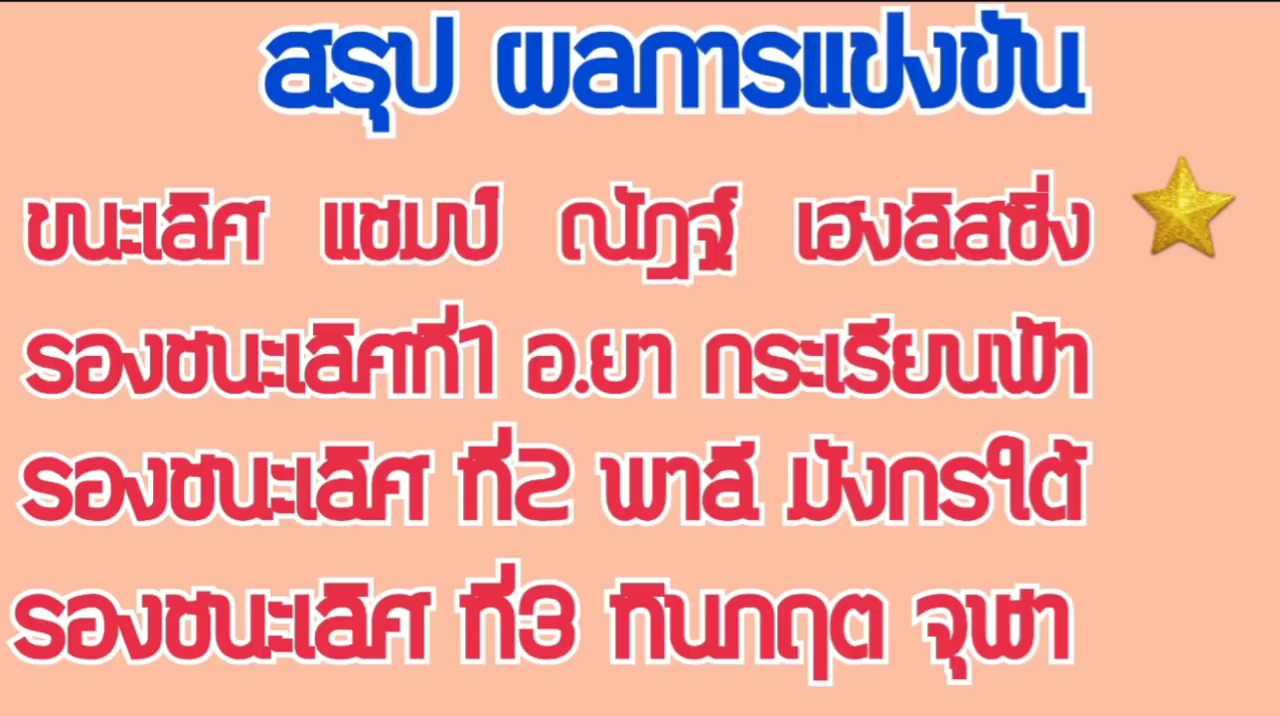 สรุป ผลการแข่งขัน
ชนะเลิศ แชมป์ ณัฏฐ์ เฮงลิสซิ่ง
รองชนะเลิศที่1 อ.ยา กระเรียนฟ้า
รองชนะเลิศ ที่2 พาลี มังกรใต้
รองชนะเลิศ ที่3 ทินกฤต จุฬา